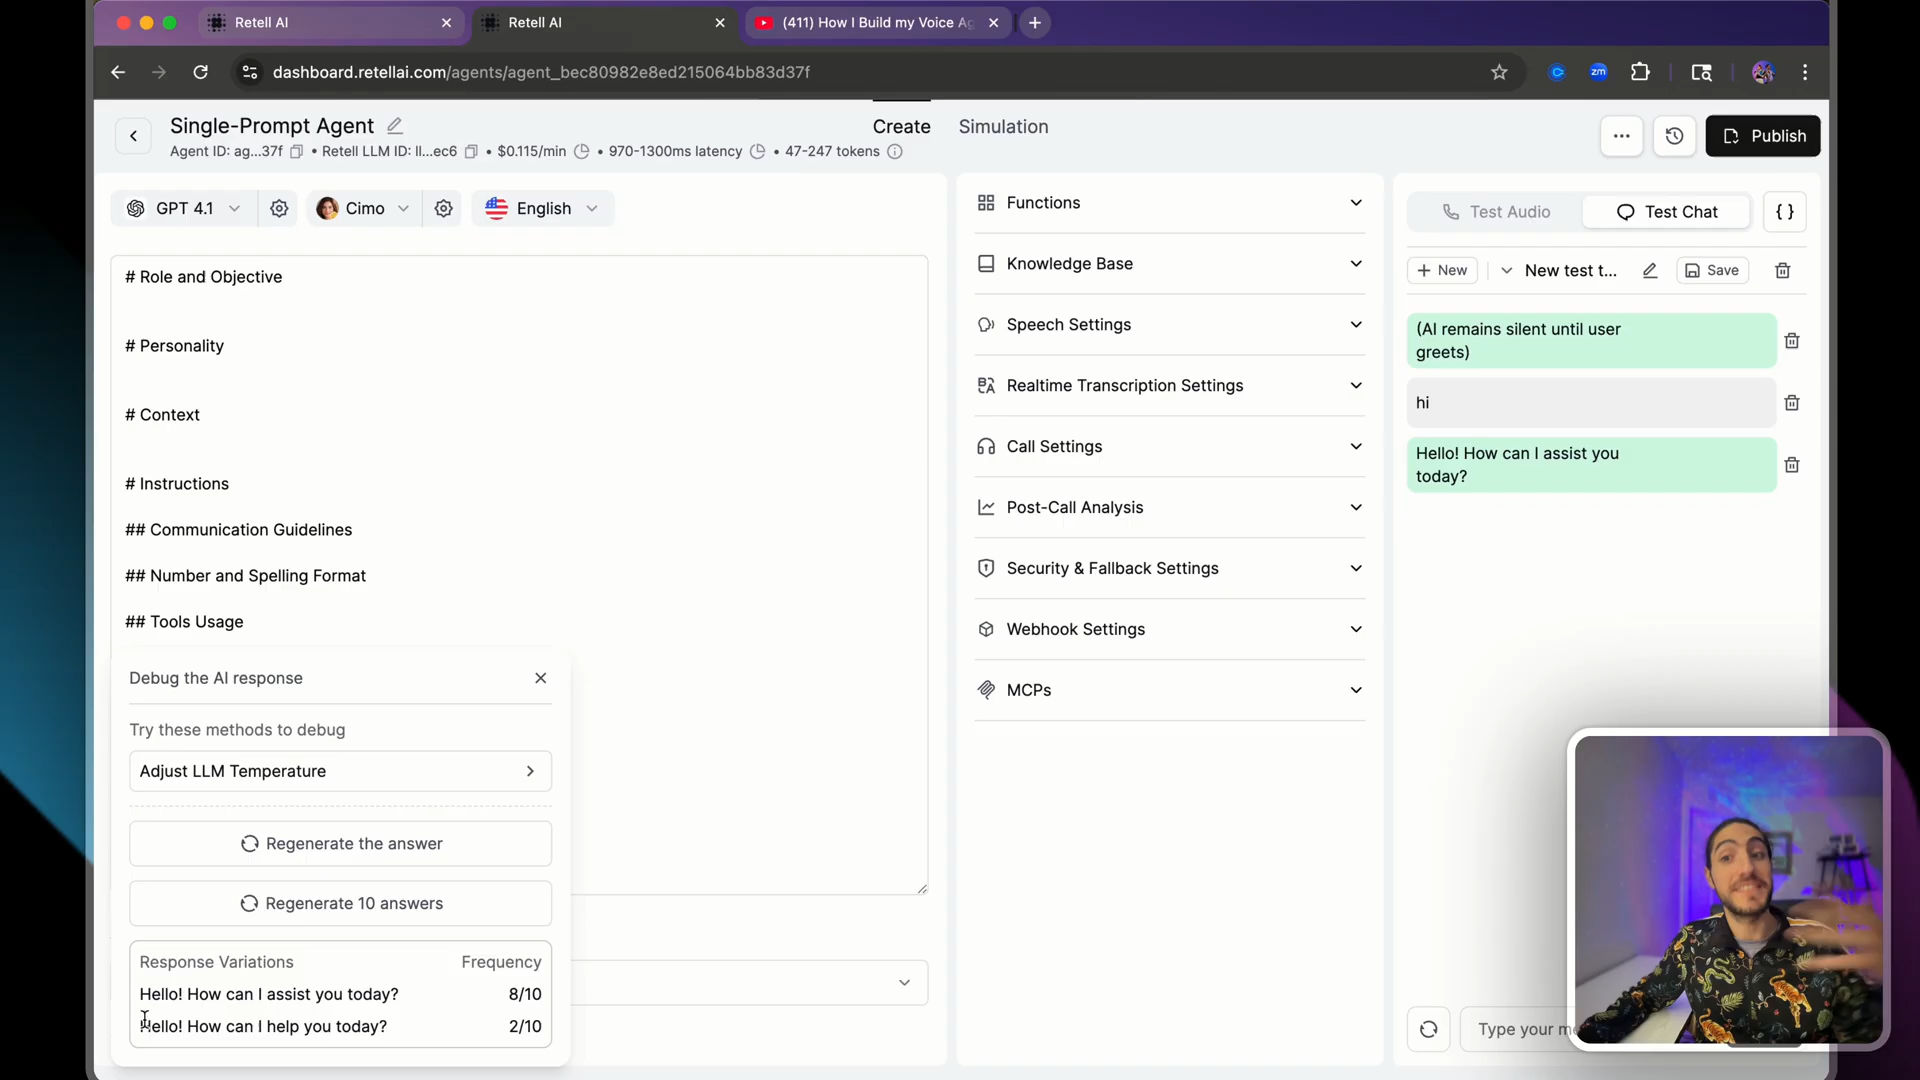 Retell AI
Retell AI
(411) How I Build my Voice Ag
dashboard.retellai.com/agents/agent_bec80982e8ed215064bb83d37f
zm
Single-Prompt Agent
Create
Simulation
Agent ID: ag...37f • Retell LLM ID: ll...ec6 • $0.115/min • 970-1300ms latency • 47-247 tokens
Publish
GPT 4.1
Cimo
English
# Role and Objective
# Personality
# Context
# Instructions
## Communication Guidelines
## Number and Spelling Format
## Tools Usage
Debug the AI response
Try these methods to debug
Adjust LLM Temperature
Regenerate the answer
Regenerate 10 answers
Response Variations Frequency
Hello! How can I assist you today? 8/10
Hello! How can I help you today? 2/10
Functions
Knowledge Base
Speech Settings
Realtime Transcription Settings
Call Settings
Post-Call Analysis
Security & Fallback Settings
Webhook Settings
MCPs
Test Audio
Test Chat
{ }
New
New test t...
Save
(AI remains silent until user
greets)
hi
Hello! How can I assist you
today?
Type your me